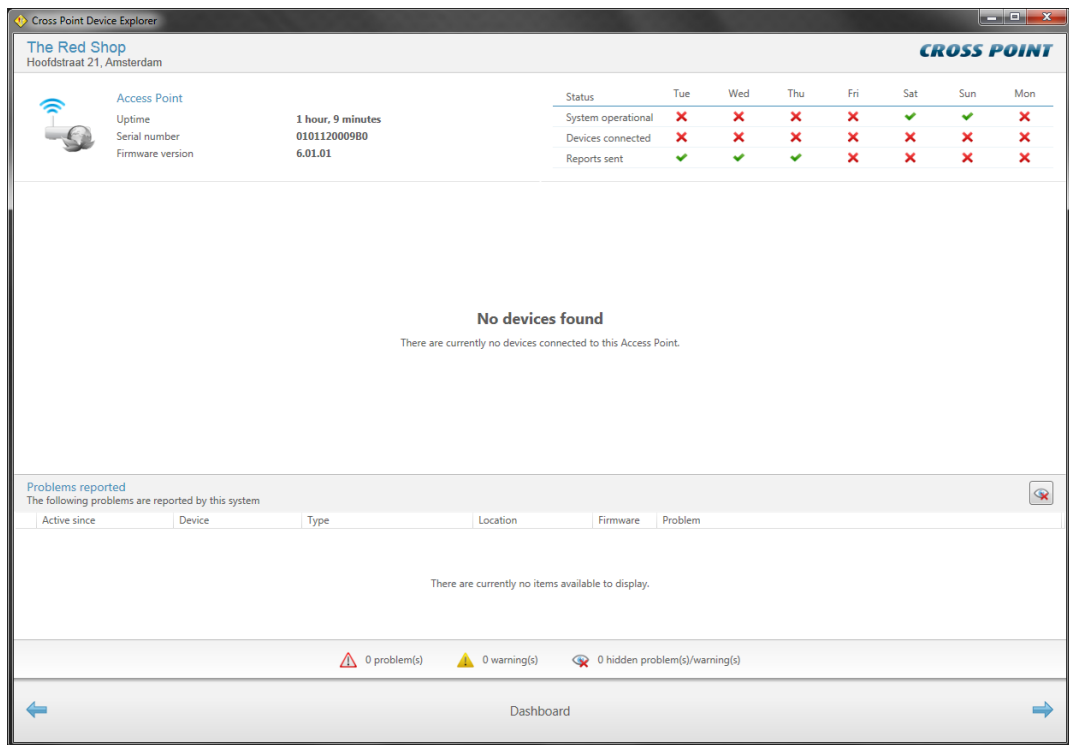 Cross Point Device Explorer
The Red Shop
Hoofdstraat 21, Amsterdam
CROSS POINT
Access Point
Uptime 1 hour, 9 minutes
Serial number 0101120009B0
Firmware version 6.01.01
Status Tue Wed Thu Fri Sat Sun Mon
System operational
Devices connected
Reports sent
No devices found
There are currently no devices connected to this Access Point.
Problems reported
The following problems are reported by this system
Active since Device Type Location Firmware Problem
There are currently no items available to display.
0 problem(s) 0 warning(s) 0 hidden problem(s)/warning(s)
Dashboard